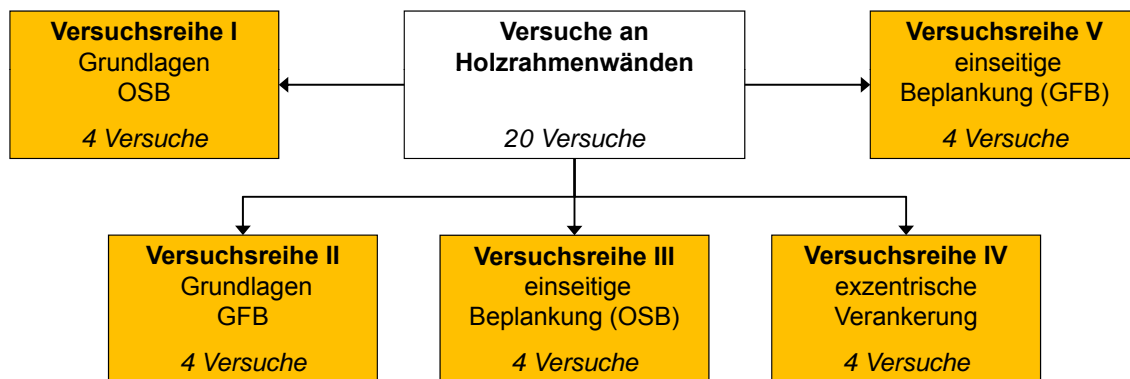 Versuchsreihe I
Grundlagen
OSB
4 Versuche
Versuche an
Holzrahmenwänden
20 Versuche
Versuchsreihe V
einseitige
Beplankung (GFB)
4 Versuche
Versuchsreihe II
Grundlagen
GFB
4 Versuche
Versuchsreihe III
einseitige
Beplankung (OSB)
4 Versuche
Versuchsreihe IV
exzentrische
Verankerung
4 Versuche